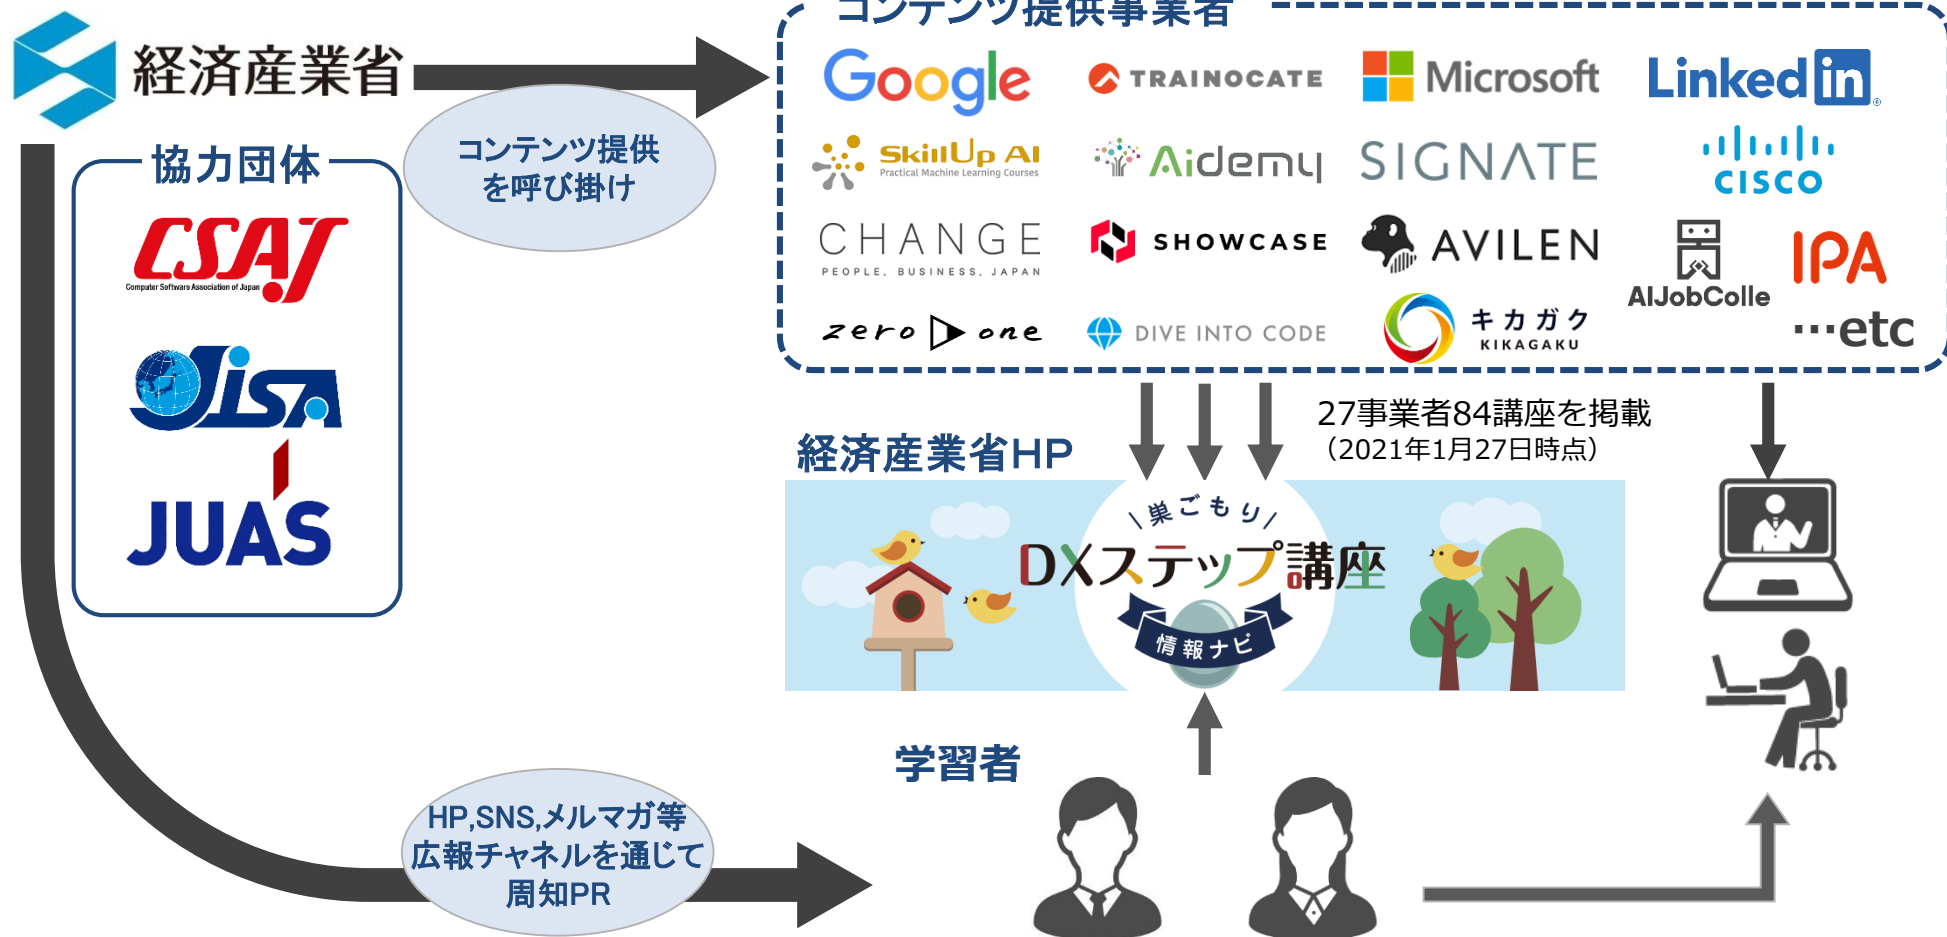 コンテンツ提供事業者
経済産業省
コンテンツ提供
を呼び掛け
協力団体
CSAJ
Computer Software Association of Japan
JISA
JUAS
Google
TRAINOCATE
Microsoft
Linked in
SkillUp AI
Practical Machine Learning Courses
Aidemy
SIGNATE
CISCO
CHANGE
PEOPLE. BUSINESS. JAPAN
SHOWCASE
AVILEN
AIJobColle
IPA
zero one
DIVE INTO CODE
キカガク
KIKAGAKU
…etc
27事業者84講座を掲載
（2021年1月27日時点）
経済産業省HP
\巣ごもり/
DXステップ講座
情報ナビ
学習者
HP,SNS,メルマガ等
広報チャネルを通じて
周知PR